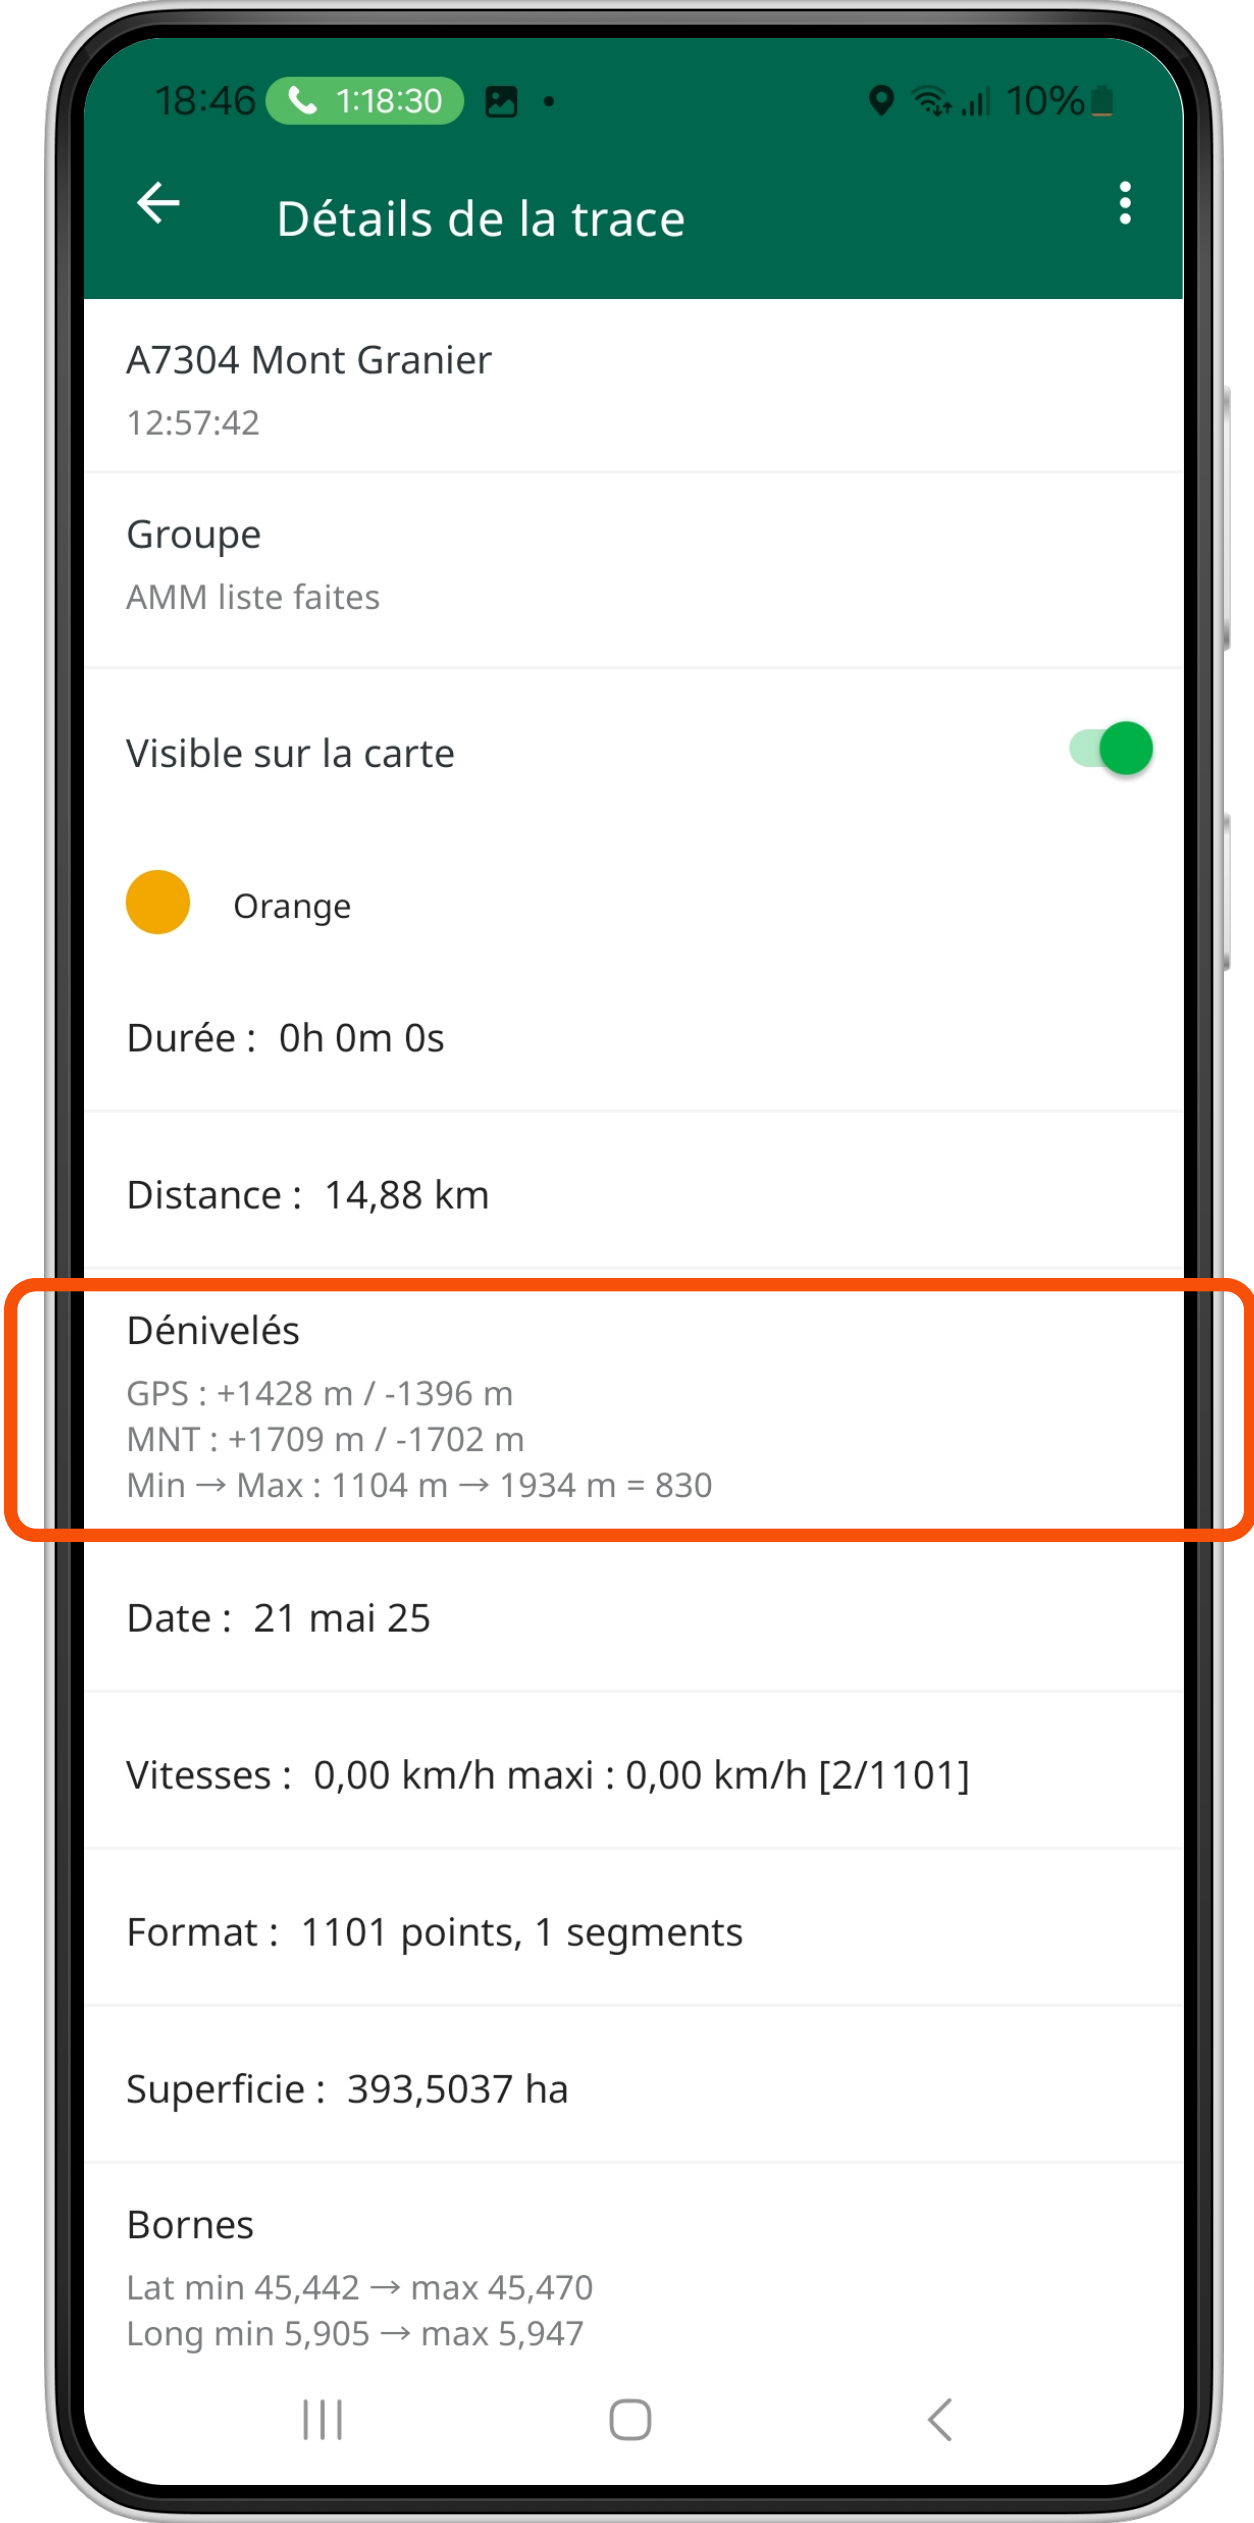 18:46 1:18:30 10%
Détails de la trace
A7304 Mont Granier
12:57:42
Groupe
AMM liste faites
Visible sur la carte
Orange
Durée : 0h 0m 0s
Distance : 14,88 km
Dénivelés
GPS : +1428 m / -1396 m
MNT : +1709 m / -1702 m
Min → Max : 1104 m → 1934 m = 830
Date : 21 mai 25
Vitesses : 0,00 km/h maxi : 0,00 km/h [2/1101]
Format : 1101 points, 1 segments
Superficie : 393,5037 ha
Bornes
Lat min 45,442 → max 45,470
Long min 5,905 → max 5,947